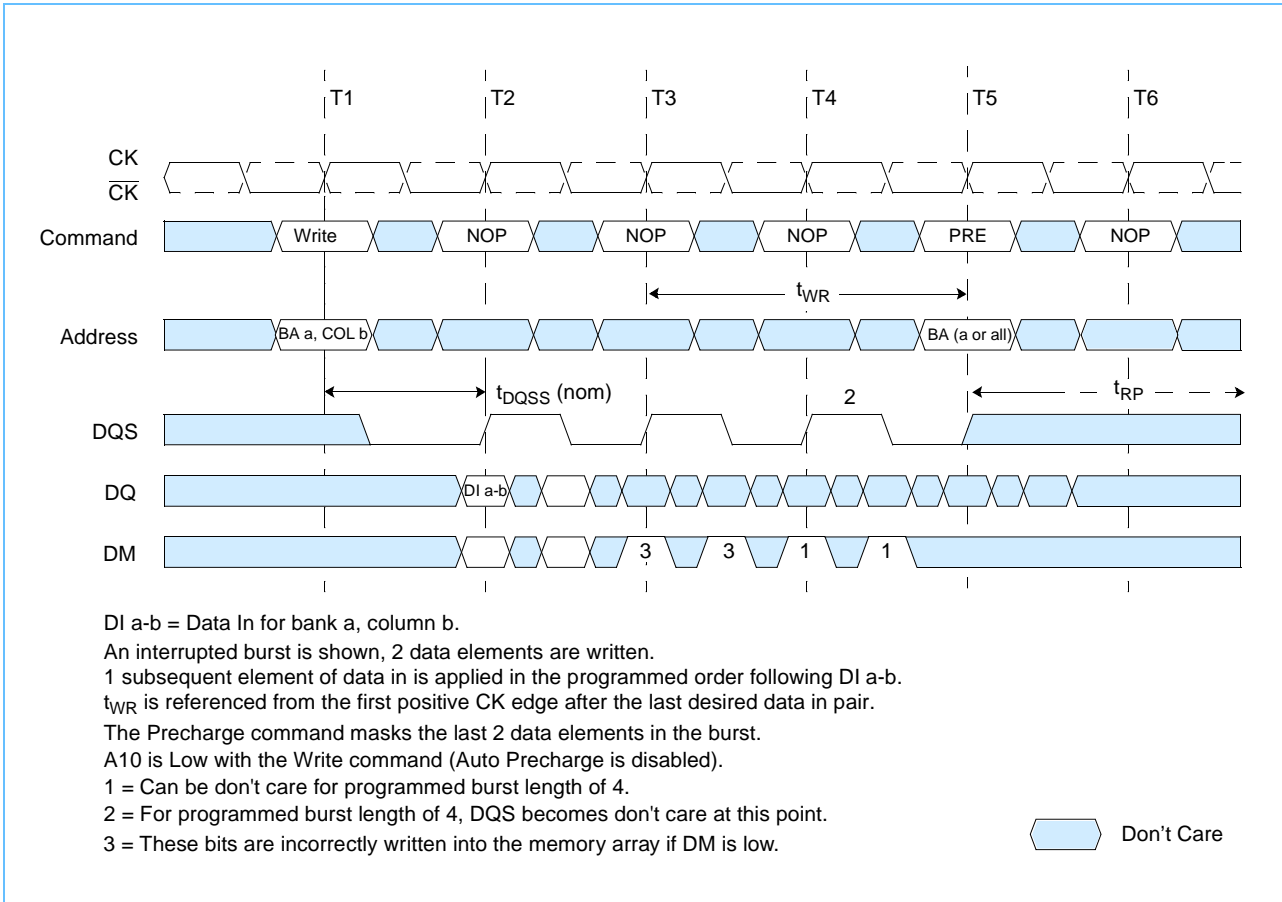 T1 T2 T3 T4 T5 T6
CK
CK
Command Write NOP NOP NOP PRE NOP
tWR
Address BA a, COL b BA (a or all)
tDQSS (nom) 2 tRP
DQS
DQ DI a-b
DM 3 3 1 1
DI a-b = Data In for bank a, column b.
An interrupted burst is shown, 2 data elements are written.
1 subsequent element of data in is applied in the programmed order following DI a-b.
tWR is referenced from the first positive CK edge after the last desired data in pair.
The Precharge command masks the last 2 data elements in the burst.
A10 is Low with the Write command (Auto Precharge is disabled).
1 = Can be don't care for programmed burst length of 4.
2 = For programmed burst length of 4, DQS becomes don't care at this point.
3 = These bits are incorrectly written into the memory array if DM is low.
Don't Care